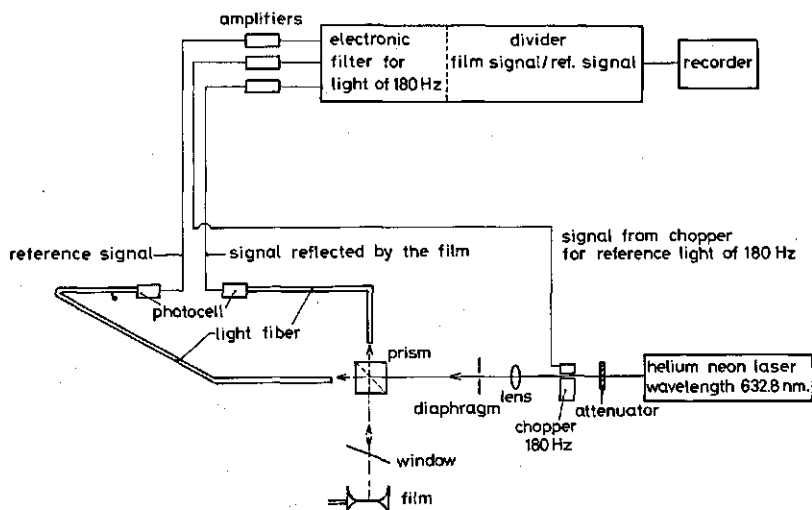 amplifiers
electronic
filter for
light of 180 Hz
divider
film signal/ref. signal
recorder
reference signal
signal reflected by the film
signal from chopper
for reference light of 180 Hz
photocell
light fiber
prism
diaphragm
lens
chopper
180 Hz
attenuator
helium neon laser
wavelength 632.8 nm.
window
film